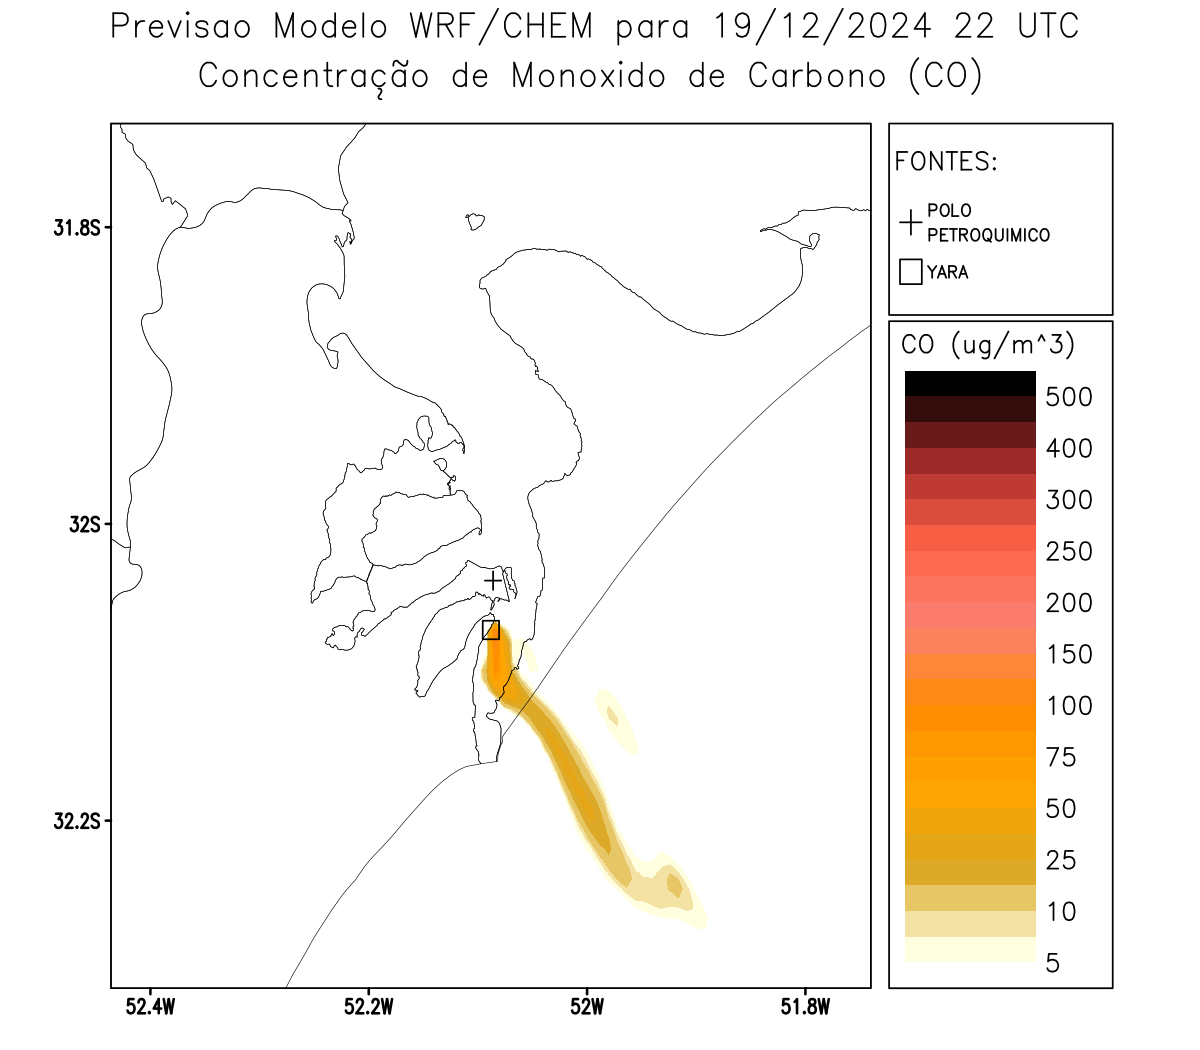 Previsao Modelo WRF/CHEM para 19/12/2024 22 UTC
Concentração de Monoxido de Carbono (CO)
FONTES:
POLO
PETROQUIMICO
YARA
CO (ug/m^3)
500
400
300
250
200
150
100
75
50
25
10
5
31.8S
32S
32.2S
52.4W
52.2W
52W
51.8W